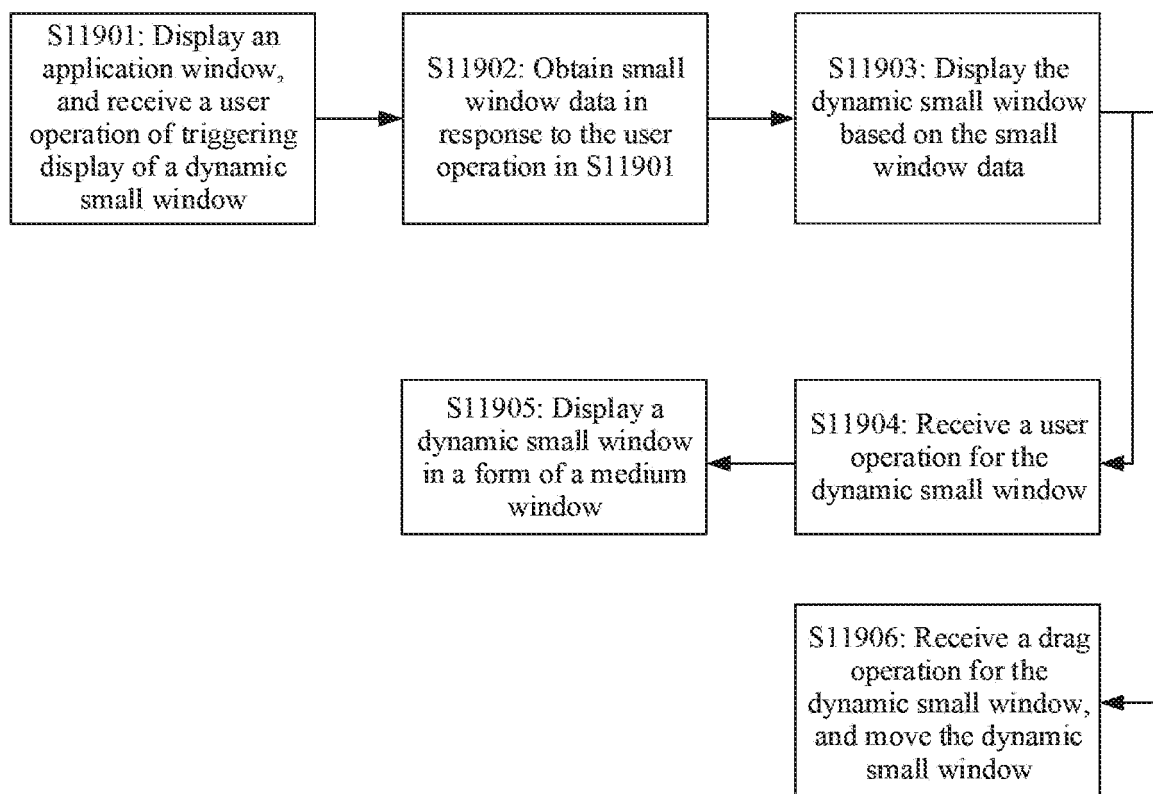 S11901: Display an
application window,
and receive a user
operation of triggering
display of a dynamic
small window
S11902: Obtain small
window data in
response to the user
operation in S11901
S11903: Display the
dynamic small window
based on the small
window data
S11904: Receive a user
operation for the
dynamic small window
S11905: Display a
dynamic small window
in a form of a medium
window
S11906: Receive a drag
operation for the
dynamic small window,
and move the dynamic
small window